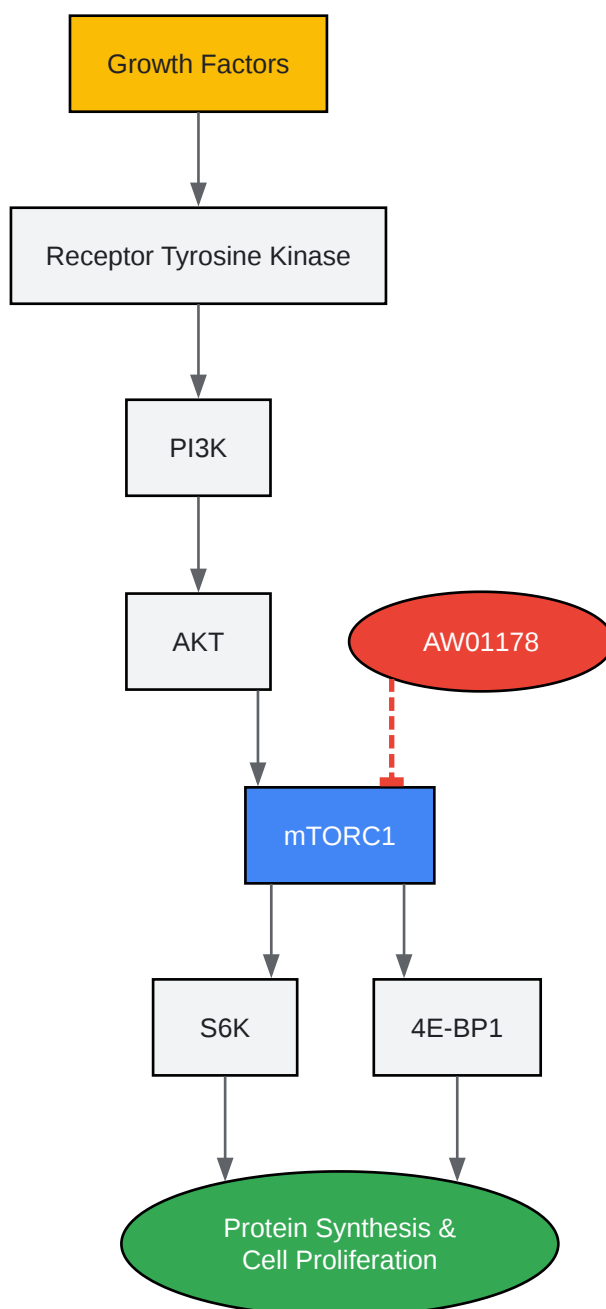 Growth Factors
Receptor Tyrosine Kinase
PI3K
AKT
AW01178
mTORC1
S6K
4E-BP1
Protein Synthesis &
Cell Proliferation